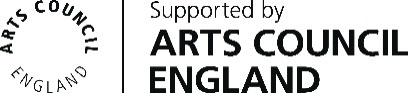 ARTS COUNCIL
ENGLAND
Supported by
ARTS COUNCIL
ENGLAND